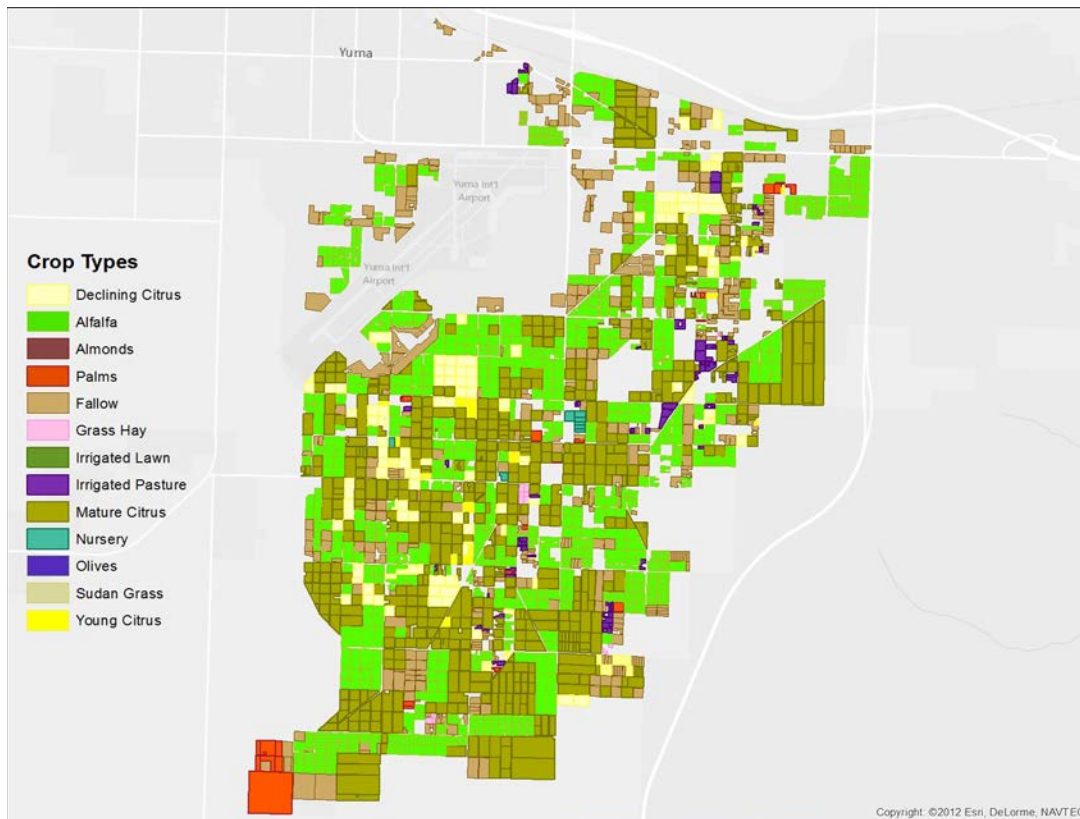 Yuma
Yuma Int'l
Airport
Yuma Int'l
Airport
Crop Types
Declining Citrus
Alfalfa
Almonds
Palms
Fallow
Grass Hay
Irrigated Lawn
Irrigated Pasture
Mature Citrus
Nursery
Olives
Sudan Grass
Young Citrus
Copyright: ©2012 Esri, DeLorme, NAVTEQ